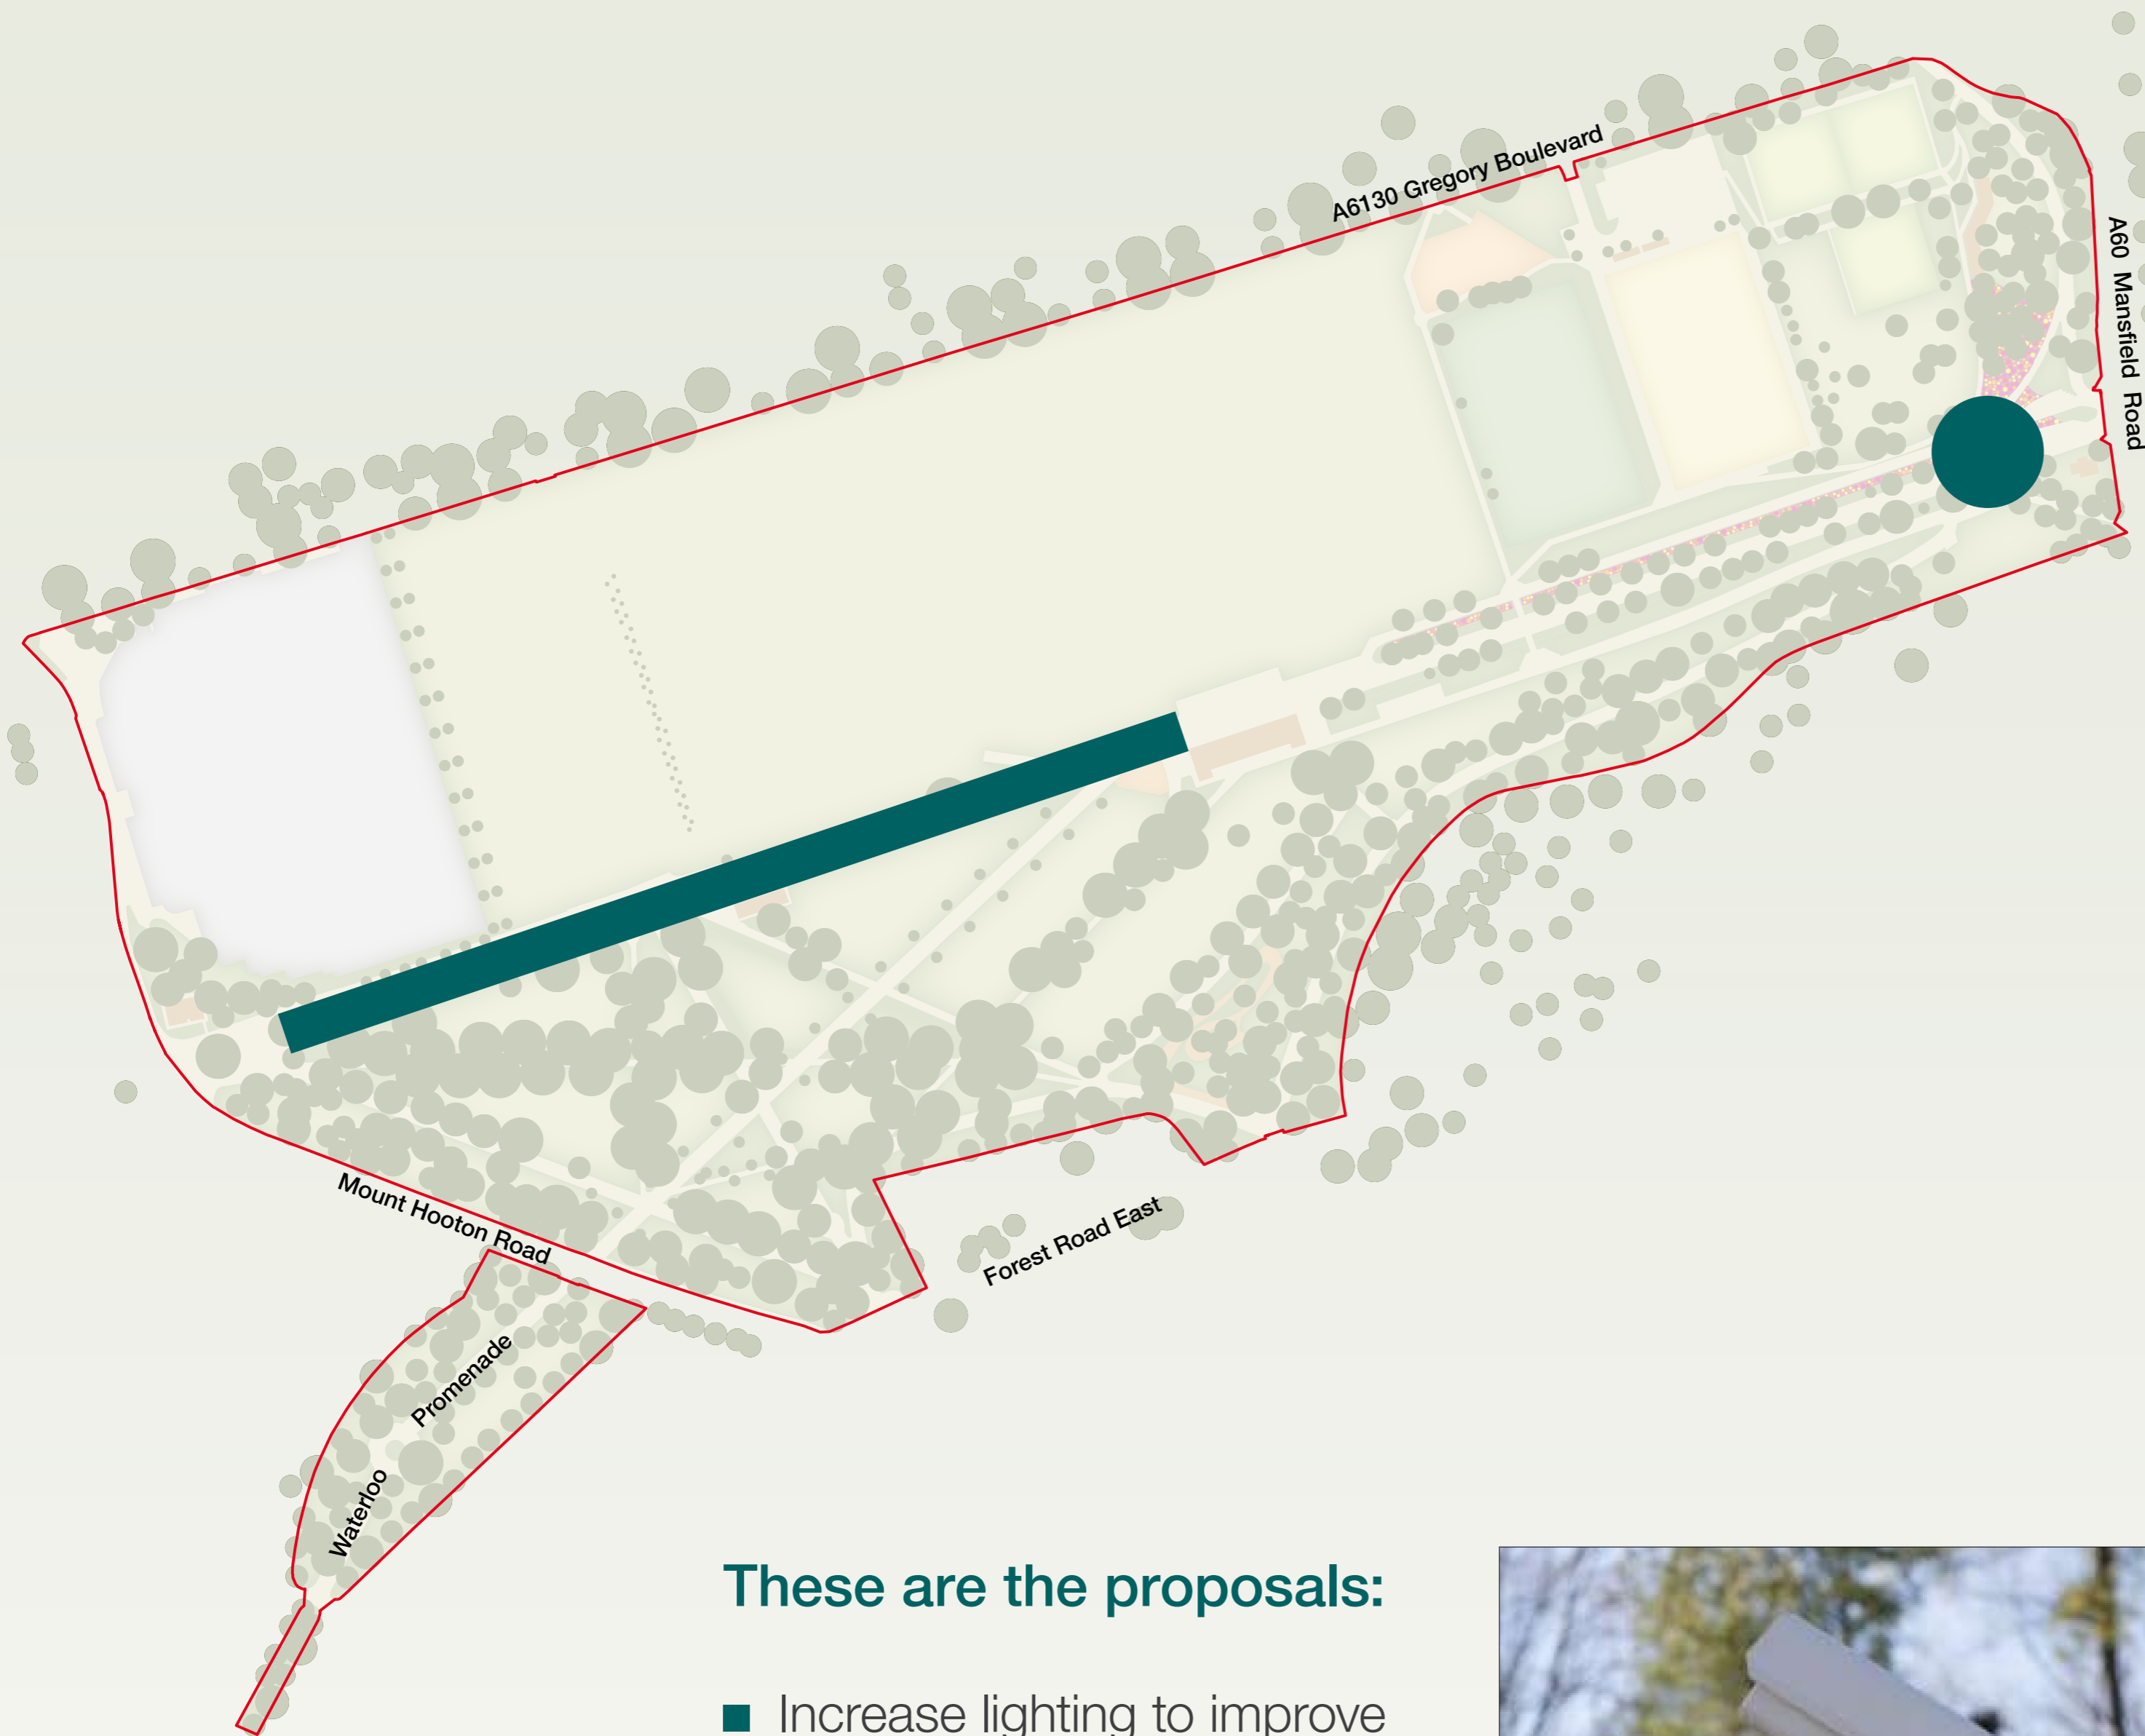 A6130 Gregory Boulevard
A60 Mansfield Road
Mount Hooton Road
Forest Road East
Promenade
Waterloo
These are the proposals:
Increase lighting to improve